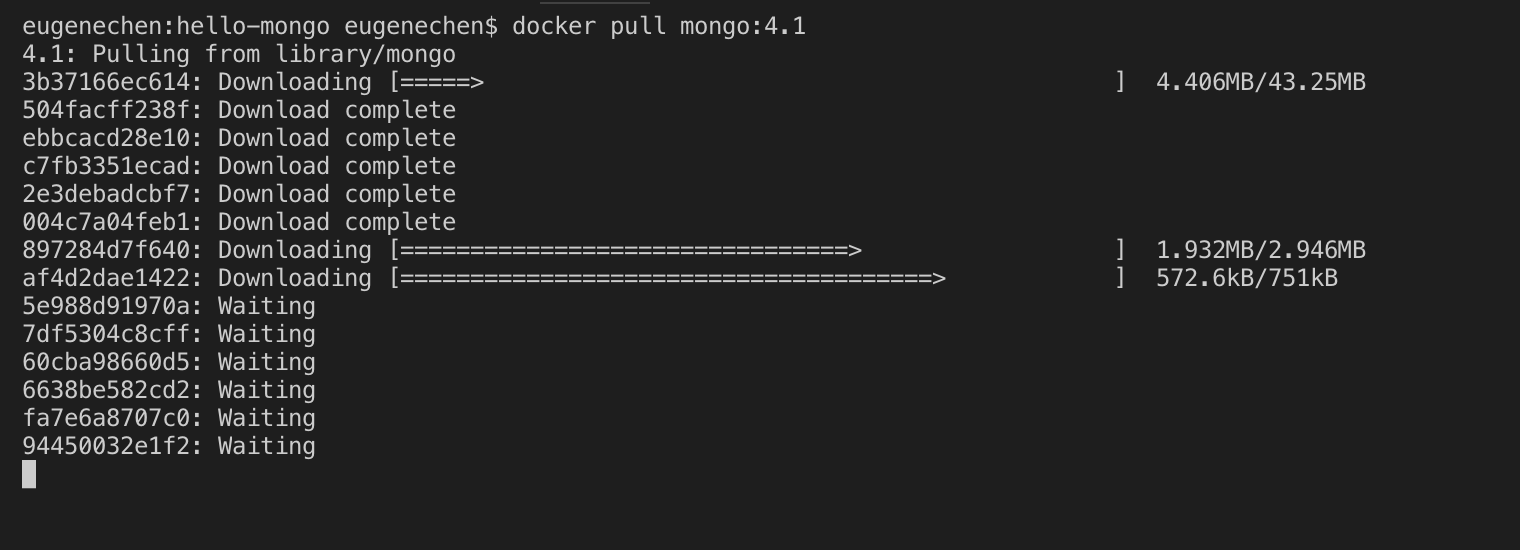 eugenechen:hello-mongo eugenechen$ docker pull mongo:4.1
4.1: Pulling from library/mongo
3b37166ec614: Downloading [=====>                                             ]  4.406MB/43.25MB
504facff238f: Download complete
ebbcacd28e10: Download complete
c7fb3351ecad: Download complete
2e3debadcbf7: Download complete
004c7a04feb1: Download complete
897284d7f640: Downloading [================================>                  ]  1.932MB/2.946MB
af4d2dae1422: Downloading [======================================>            ]  572.6kB/751kB
5e988d91970a: Waiting
7df5304c8cff: Waiting
60cba98660d5: Waiting
6638be582cd2: Waiting
fa7e6a8707c0: Waiting
94450032e1f2: Waiting